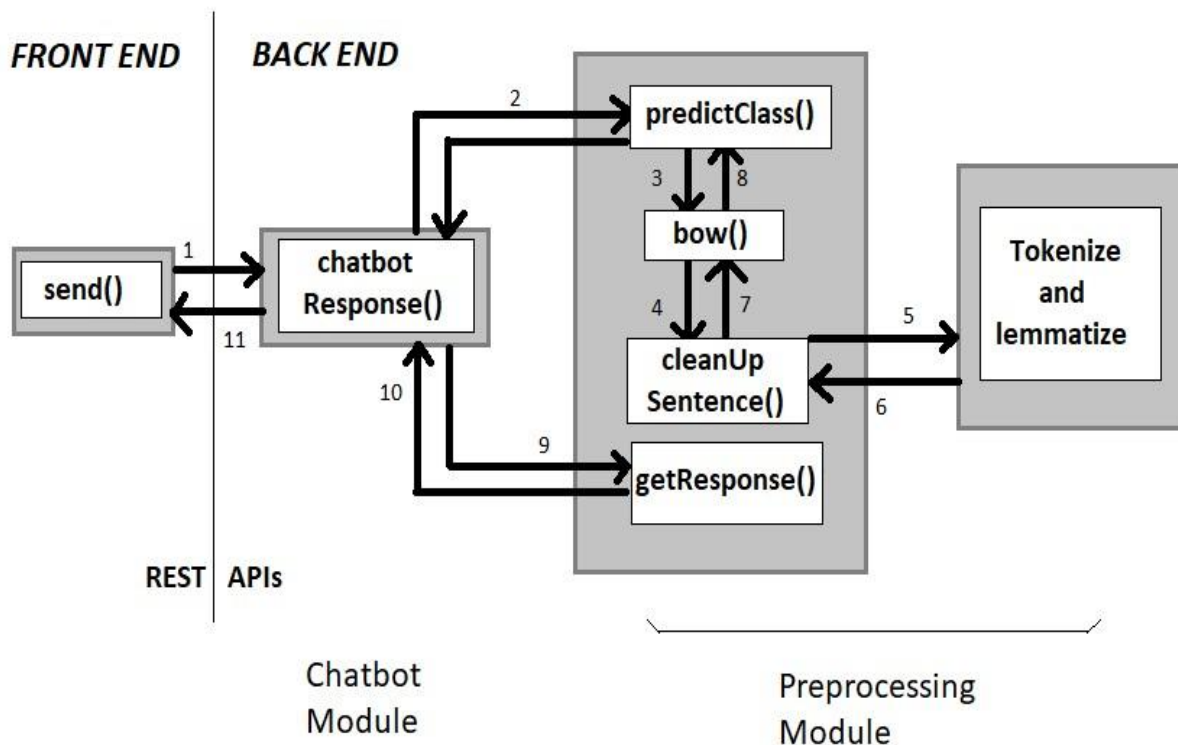 FRONT END
BACK END
2
predictClass()
3
8
bow()
1
send()
chatbot
Response()
11
4
7
5
Tokenize
and
lemmatize
cleanUp
Sentence()
6
10
9
getResponse()
REST APIs
Chatbot
Module
Preprocessing
Module